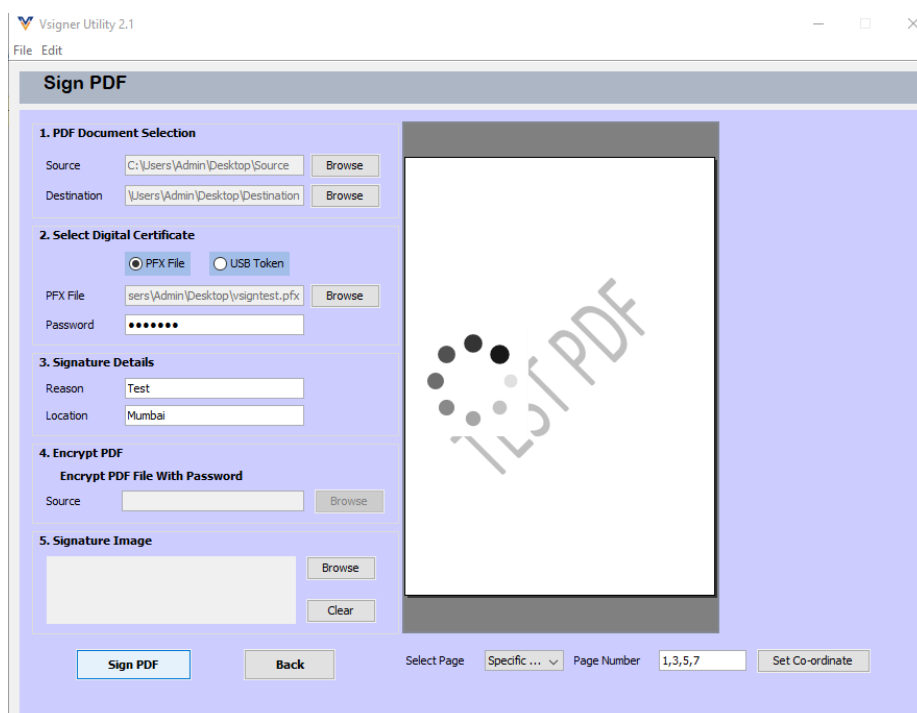 Vsigner Utility 2.1
File Edit
Sign PDF
1. PDF Document Selection
Source C:\Users\Admin\Desktop\Source Browse
Destination \Users\Admin\Desktop\Destination Browse
2. Select Digital Certificate
PFX File USB Token
PFX File sers\Admin\Desktop\vsigntest.pfx Browse
Password
3. Signature Details
Reason Test
Location Mumbai
4. Encrypt PDF
Encrypt PDF File With Password
Source Browse
5. Signature Image
Browse
Clear
TEST PDF
Sign PDF Back Select Page Specific ... Page Number 1,3,5,7 Set Co-ordinate